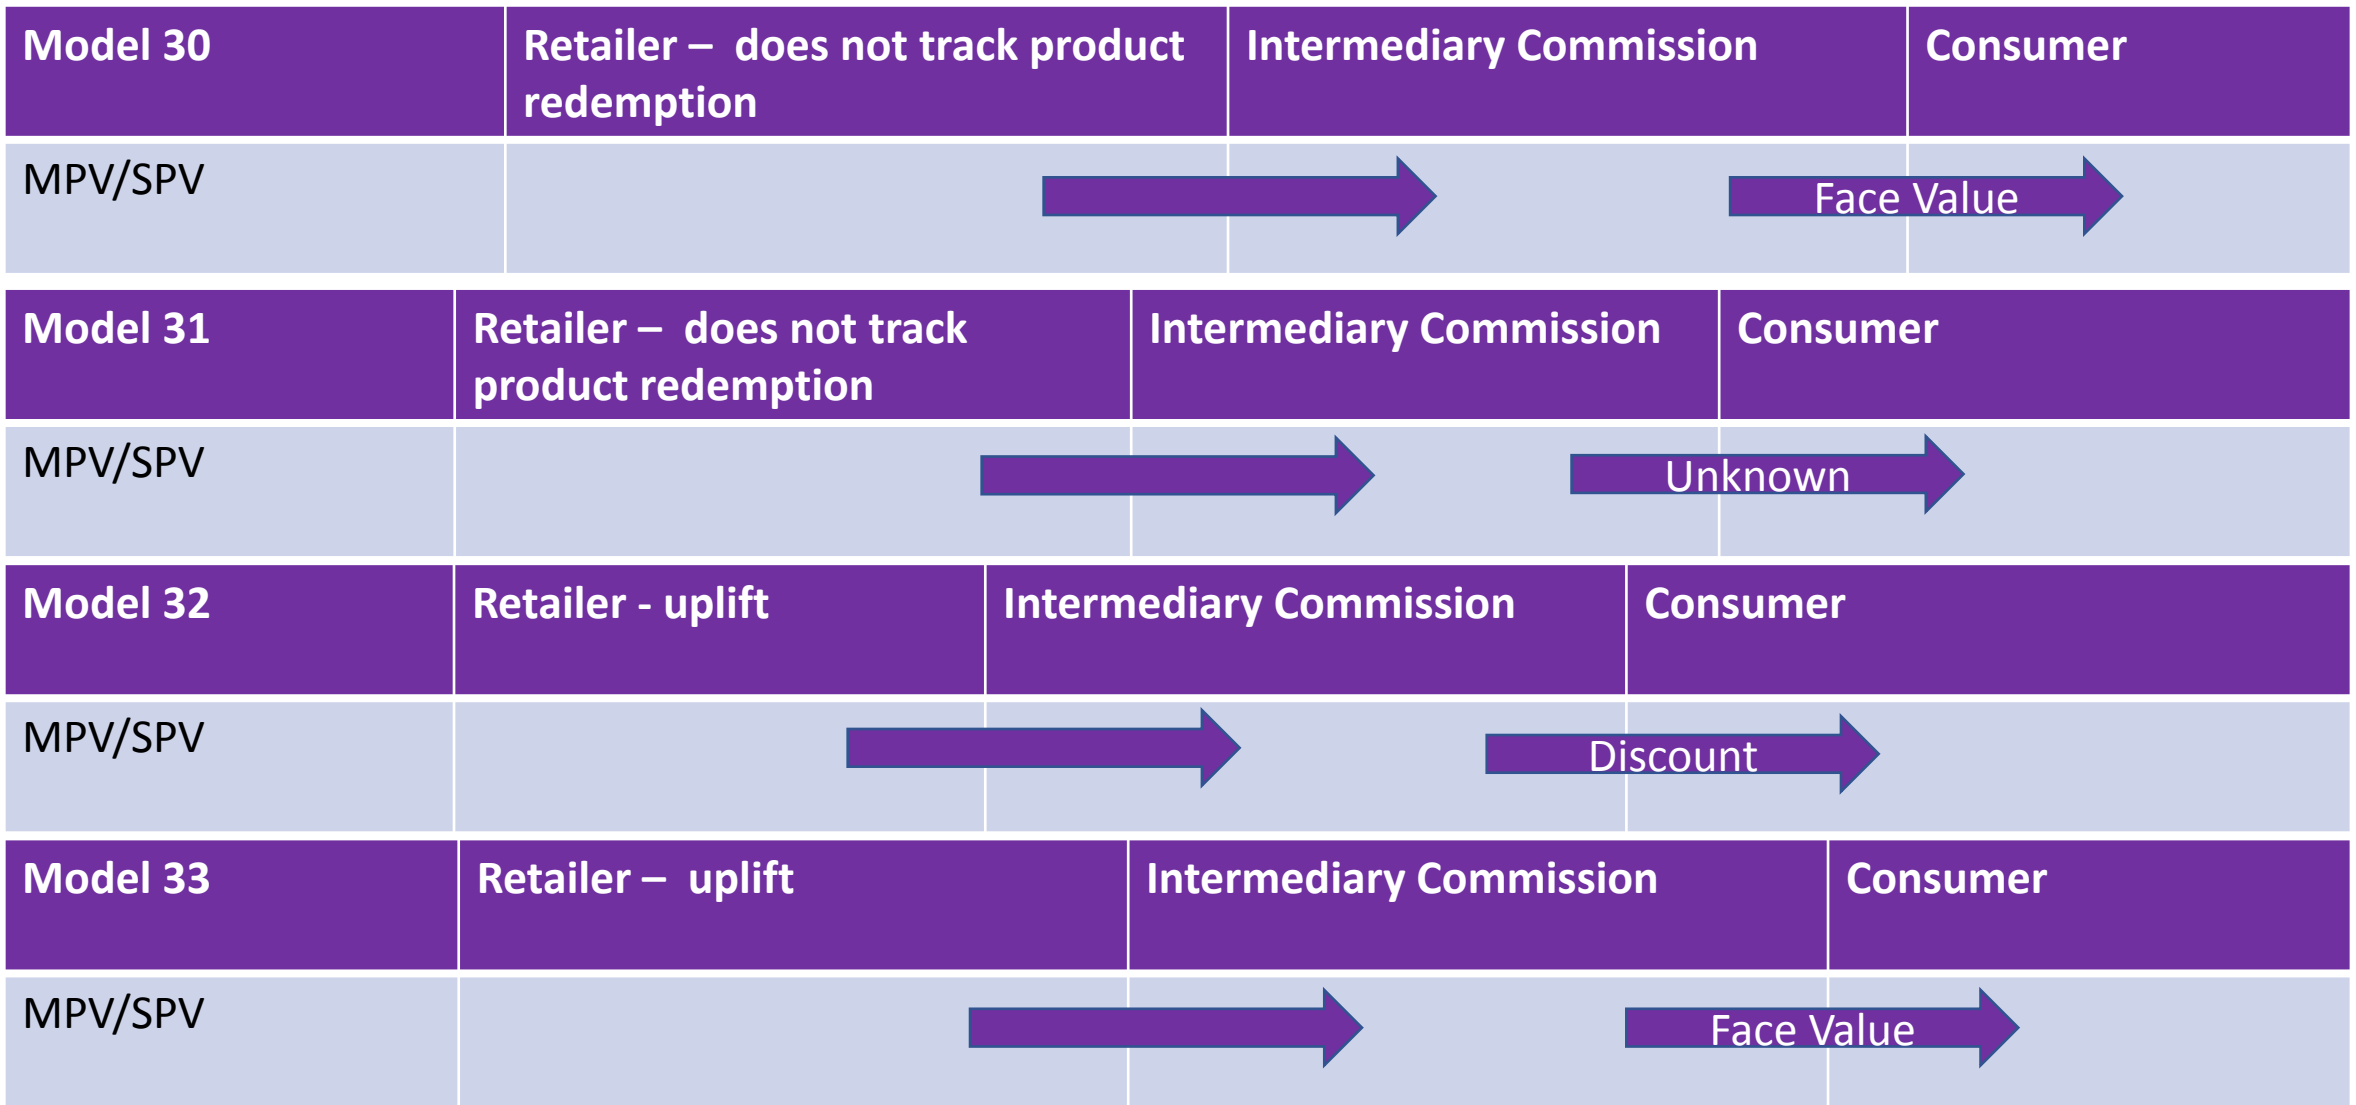 Model 30
Retailer –  does not track product
redemption
Intermediary Commission
Consumer
MPV/SPV
Face Value
Model 31
Retailer –  does not track
product redemption
Intermediary Commission
Consumer
MPV/SPV
Unknown
Model 32
Retailer - uplift
Intermediary Commission
Consumer
MPV/SPV
Discount
Model 33
Retailer –  uplift
Intermediary Commission
Consumer
MPV/SPV
Face Value